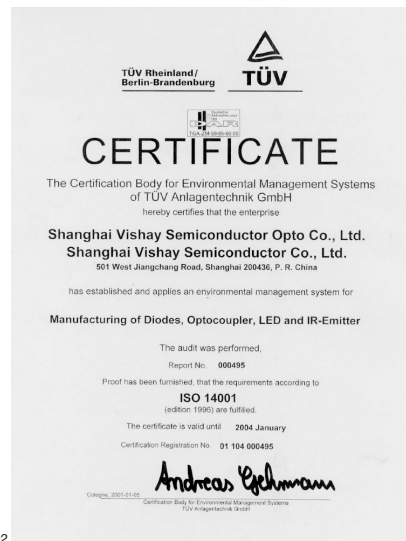 TÜV Rheinland/
Berlin-Brandenburg
TÜV
CERTIFICATE
The Certification Body for Environmental Management Systems
of TÜV Anlagentechnik GmbH
hereby certifies that the enterprise
Shanghai Vishay Semiconductor Opto Co., Ltd.
Shanghai Vishay Semiconductor Co., Ltd.
501 West Jiangchang Road, Shanghai 200436, P. R. China
has established and applies an environmental management system for
Manufacturing of Diodes, Optocoupler, LED and IR-Emitter
The audit was performed,
Report No. 000495
Proof has been furnished, that the requirements according to
ISO 14001
(edition 1996) are fulfilled.
The certificate is valid until 2004 January
Certification Registration No. 01 104 000495
Andreas Gehrmann
Cologne, 2001-01-05
Certification Body for Environmental Management Systems
TÜV Anlagentechnik GmbH
2